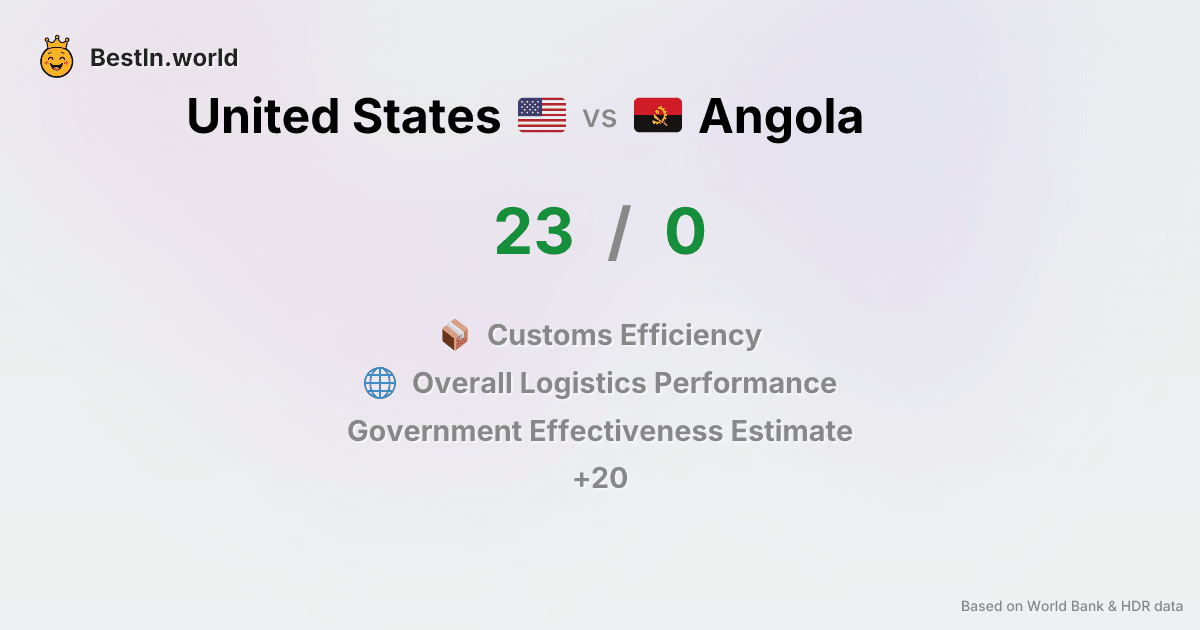 BestIn.world
United States vs Angola
23 / 0
Customs Efficiency
Overall Logistics Performance
Government Effectiveness Estimate
+20
Based on World Bank & HDR data